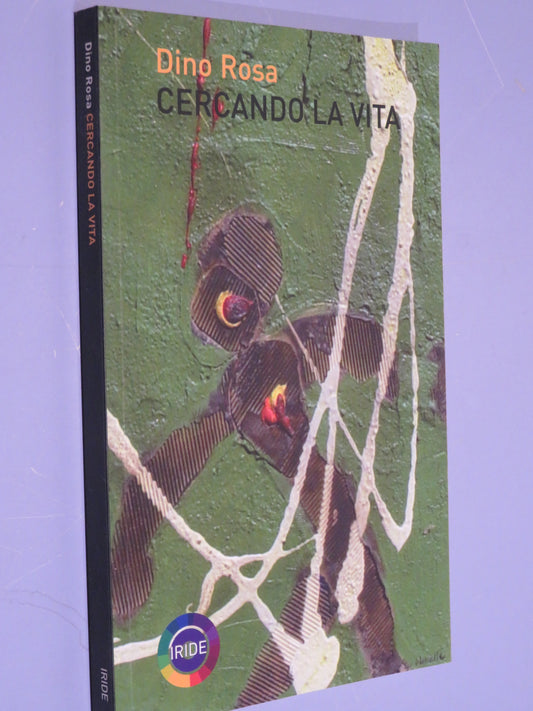 Dino Rosa
CERCANDO LA VITA
IRIDE
Dino Rosa CERCANDO LA VITA
IRIDE